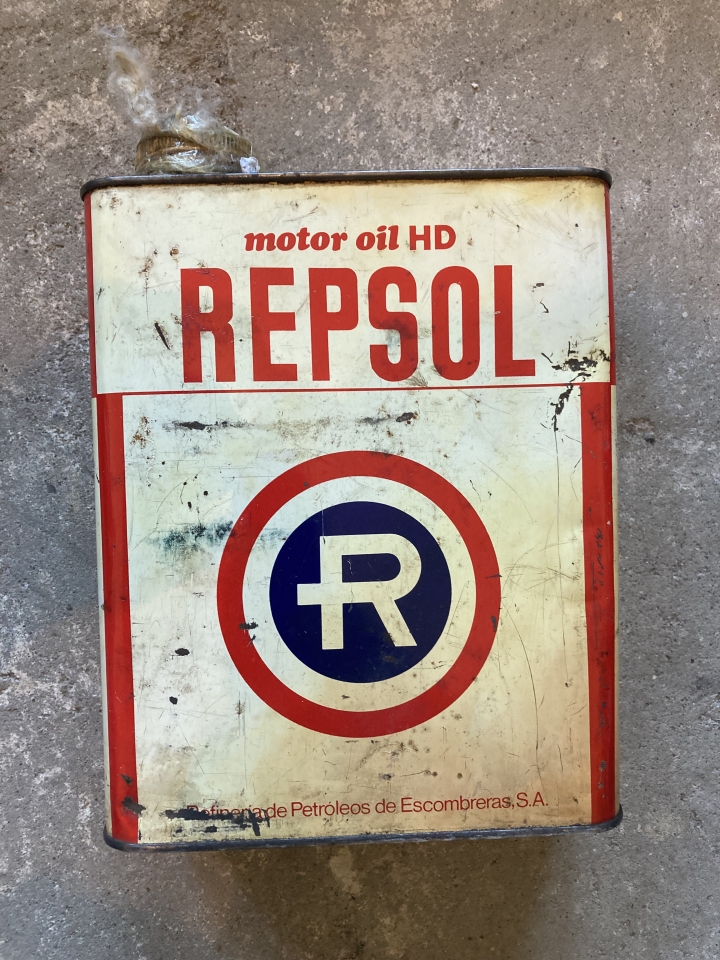 motor oil HD
REPSOL
R
Refinería de Petróleos de Escombreras, S.A.